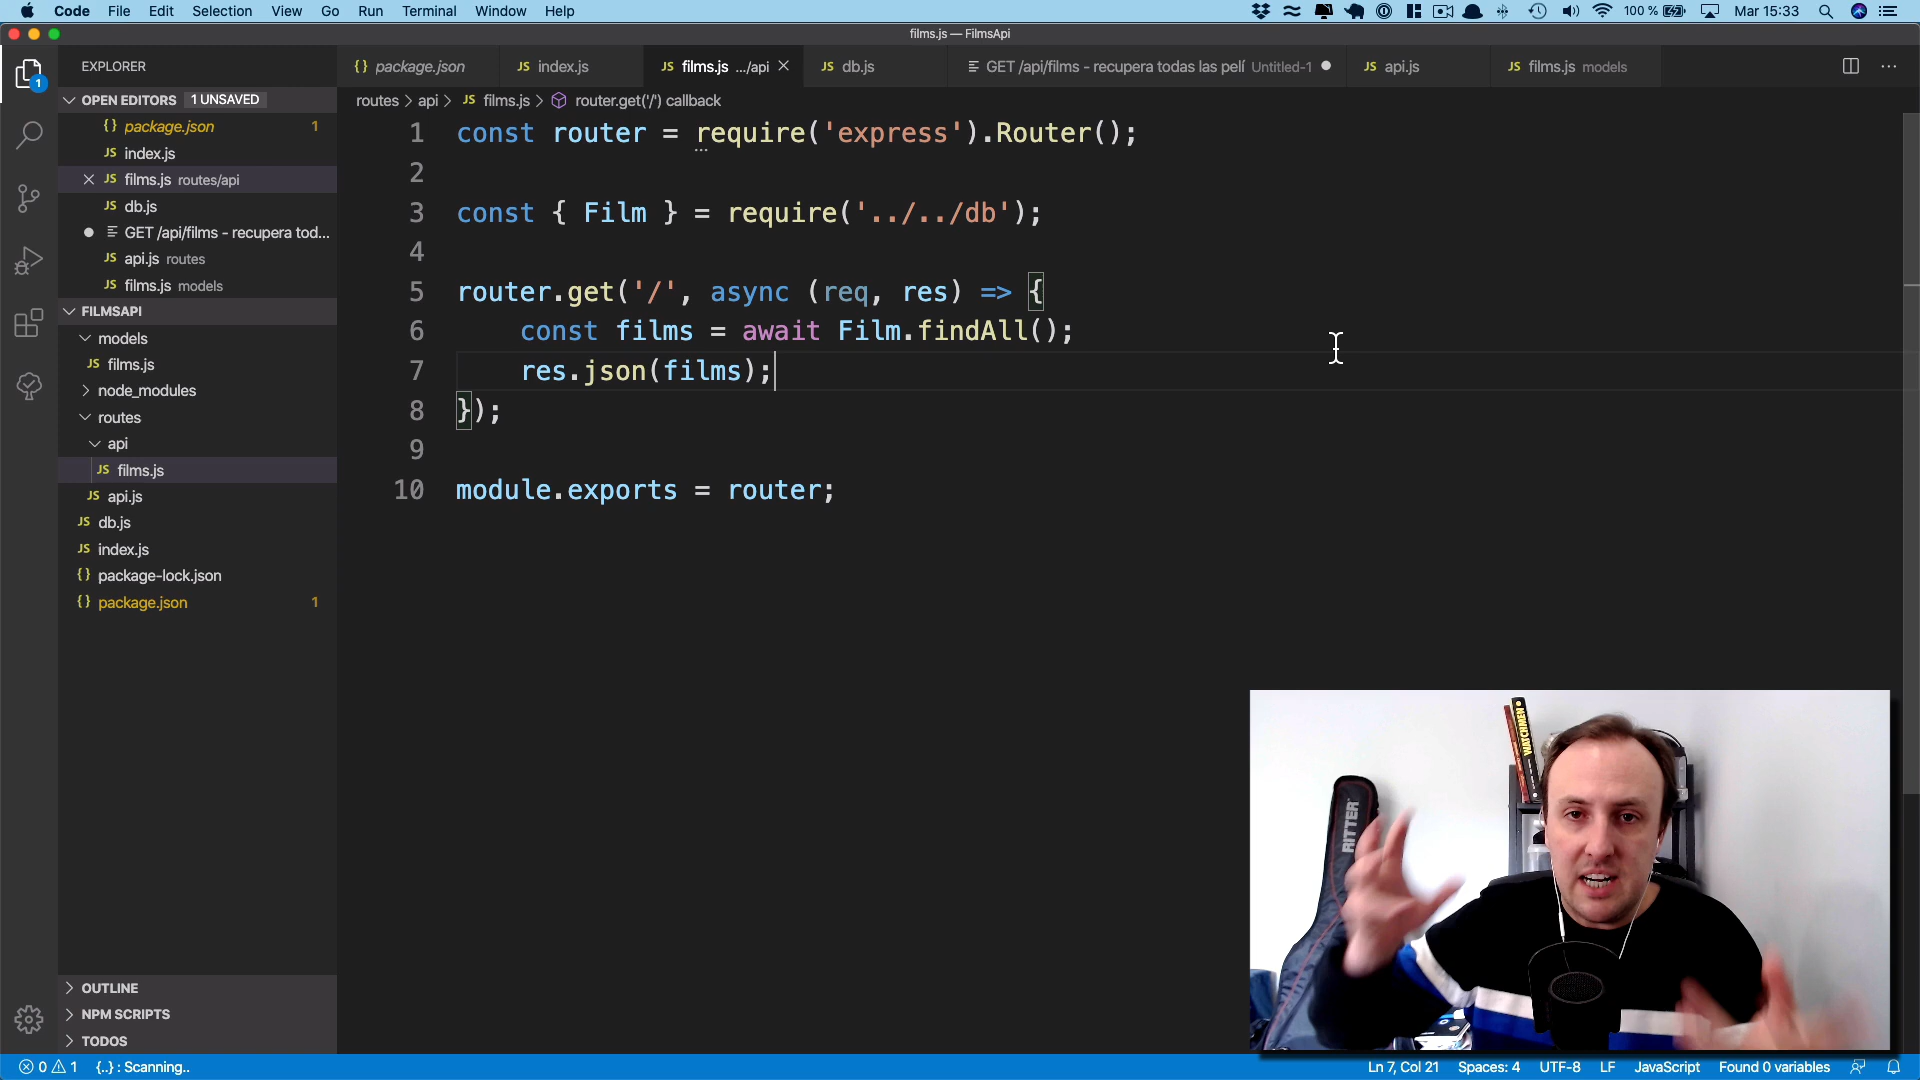 Code File Edit Selection View Go Run Terminal Window Help 100 % Mar 15:33
films.js — FilmsApi
EXPLORER
{} package.json JS index.js JS films.js .../api JS db.js GET /api/films - recupera todas las pelí Untitled-1 JS api.js JS films.js models
OPEN EDITORS 1 UNSAVED
{} package.json 1
JS index.js
JS films.js routes/api
JS db.js
GET /api/films - recupera tod...
JS api.js routes
JS films.js models
FILMSAPI
models
JS films.js
node_modules
routes
api
JS films.js
JS api.js
JS db.js
JS index.js
{} package-lock.json
{} package.json 1
OUTLINE
NPM SCRIPTS
TODOS
1
routes > api > JS films.js > router.get('/') callback
1 const router = require('express').Router();
2
3 const { Film } = require('../../db');
4
5 router.get('/', async (req, res) => {
6 const films = await Film.findAll();
7 res.json(films);
8 });
9
10 module.exports = router;
WATCHMEN
RITTER
0 1 {..} : Scanning.. Ln 7, Col 21 Spaces: 4 UTF-8 LF JavaScript Found 0 variables